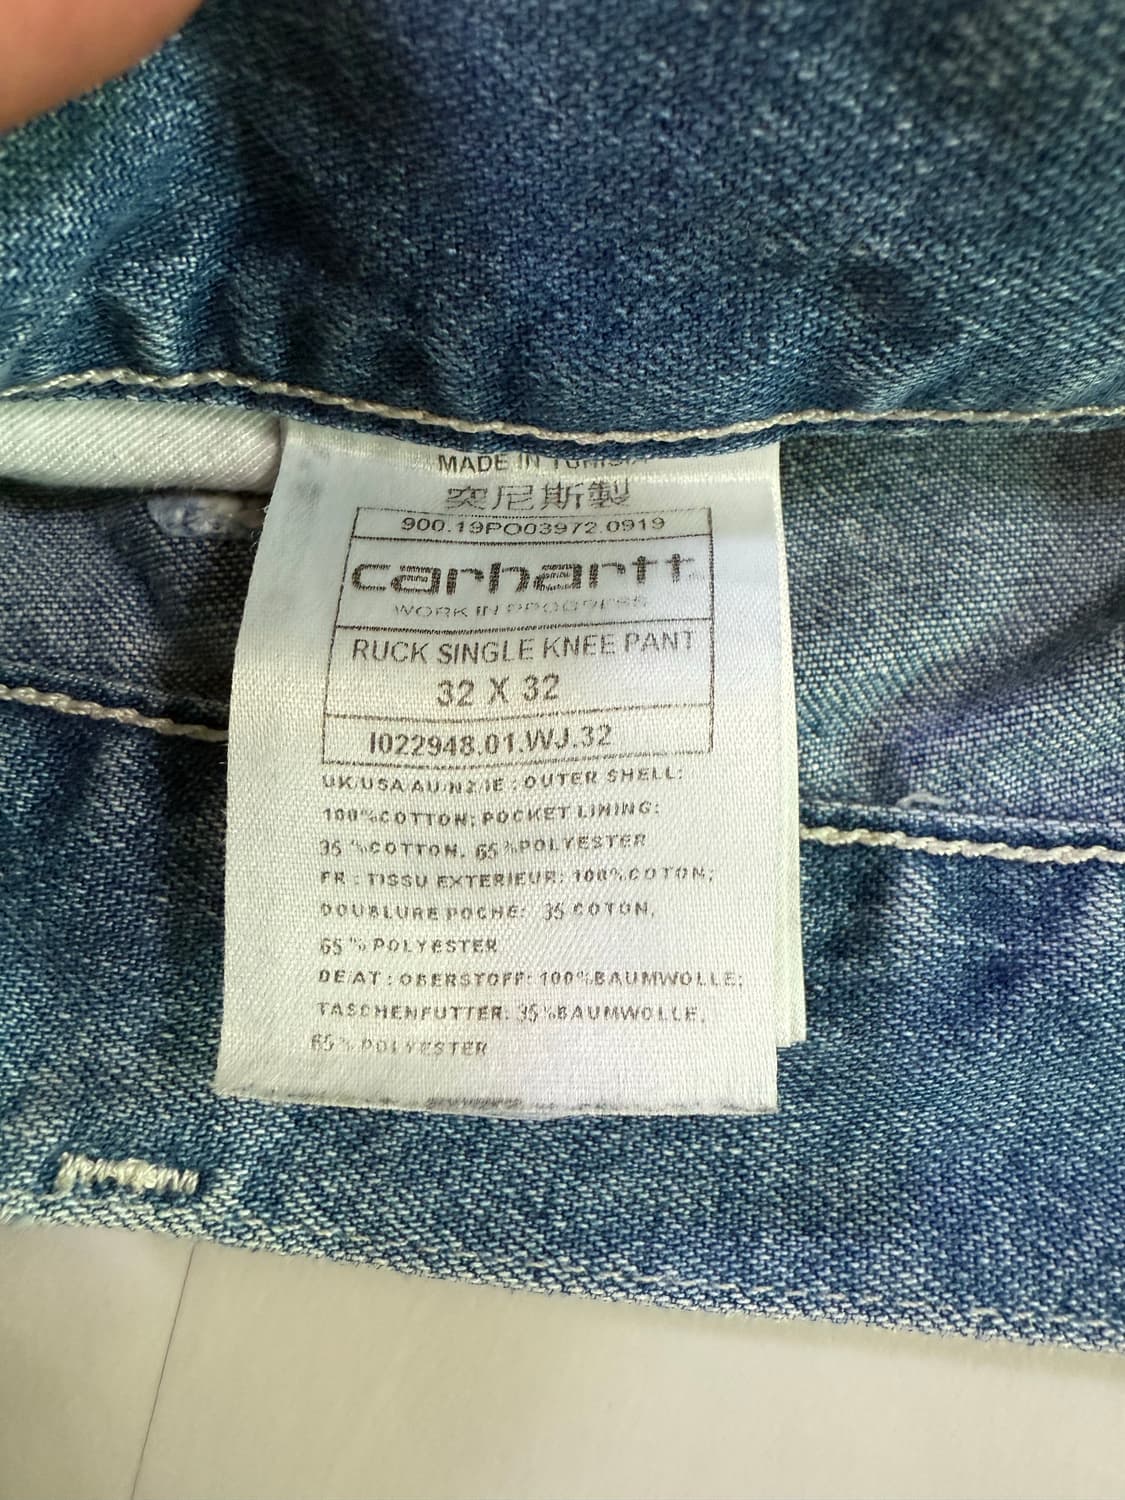 MADE IN TUNISIA
突尼斯製
900.19PO03972.0919
carhartt
WORK IN PROGRESS
RUCK SINGLE KNEE PANT
32 X 32
I022948.01.WJ.32
UK/USA/AU/NZ/IE : OUTER SHELL:
100%COTTON; POCKET LINING:
35%COTTON, 65%POLYESTER
FR : TISSU EXTERIEUR: 100%COTON;
DOUBLURE POCHE: 35 COTON,
65% POLYESTER
DE/AT : OBERSTOFF: 100%BAUMWOLLE;
TASCHENFUTTER: 35%BAUMWOLLE,
65% POLYESTER